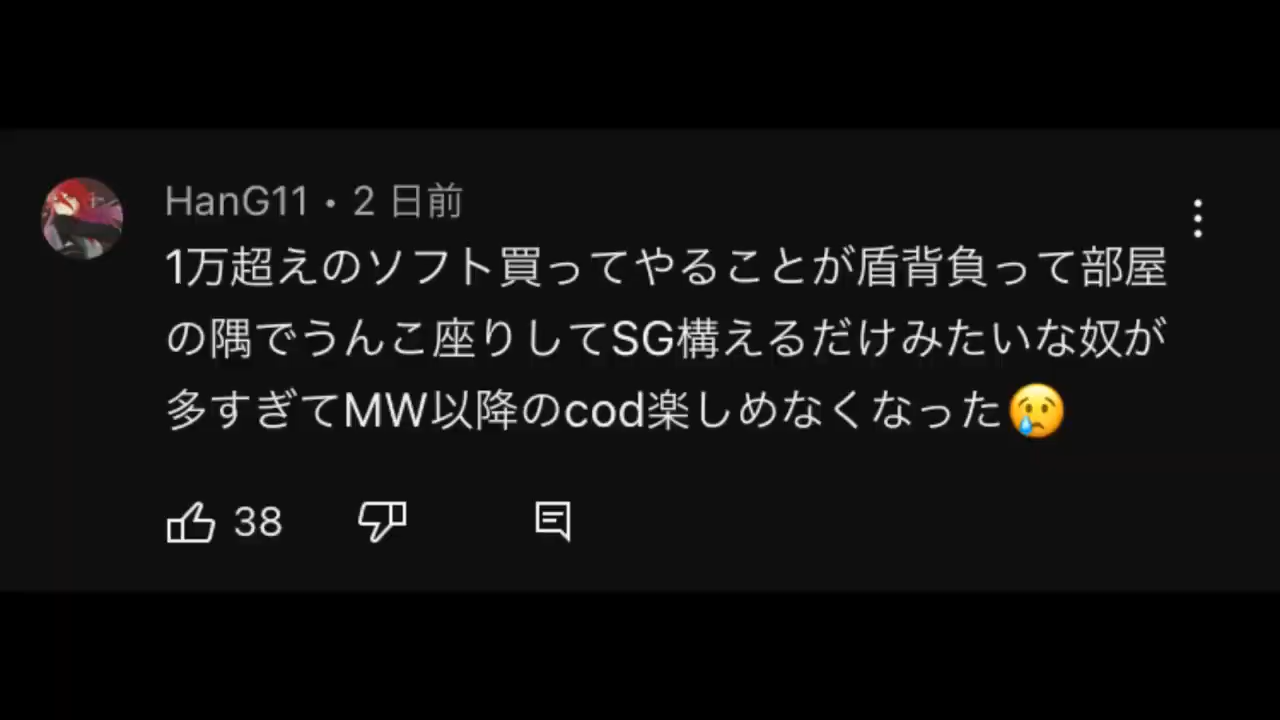 HanG11・2 日前
1万超えのソフト買ってやることが盾背負って部屋
の隅でうんこ座りしてSG構えるだけみたいな奴が
多すぎてMW以降のcod楽しめなくなった😢
38